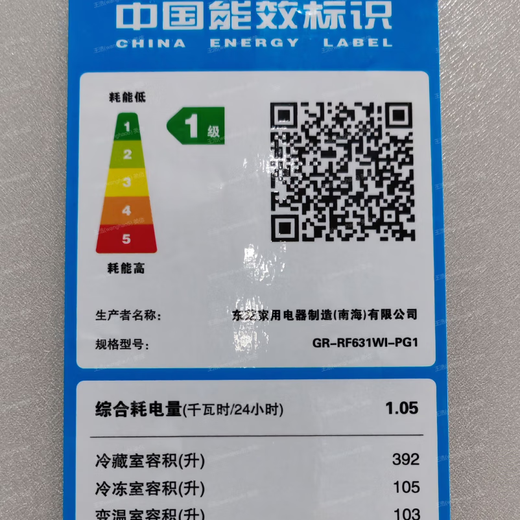 中国能效标识
CHINA ENERGY LABEL
耗能低
1
2
3
4
5
耗能高
1级
生产者名称：
东芝家用电器制造(南海)有限公司
规格型号：
GR-RF631WI-PG1
综合耗电量(千瓦时/24小时) 1.05
冷藏室容积(升) 392
冷冻室容积(升) 105
变温室容积(升) 103